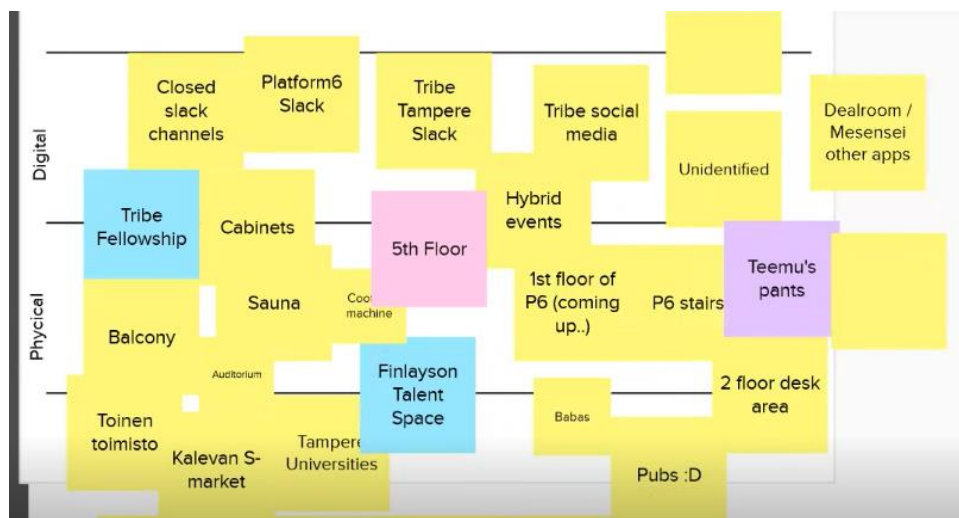 Digital
Closed
slack
channels
Platform6
Slack
Tribe
Tampere
Slack
Tribe social
media
Unidentified
Dealroom /
Mesensei
other apps
Tribe
Fellowship
Cabinets
5th Floor
Hybrid
events
Phycical
Balcony
Sauna
machine
1st floor of
P6 (coming
up..)
P6 stairs
Teemu's
pants
Auditorium
Finlayson
Talent
Space
Babas
2 floor desk
area
Toinen
toimisto
Kalevan S-
market
Tampere
Universities
Pubs :D